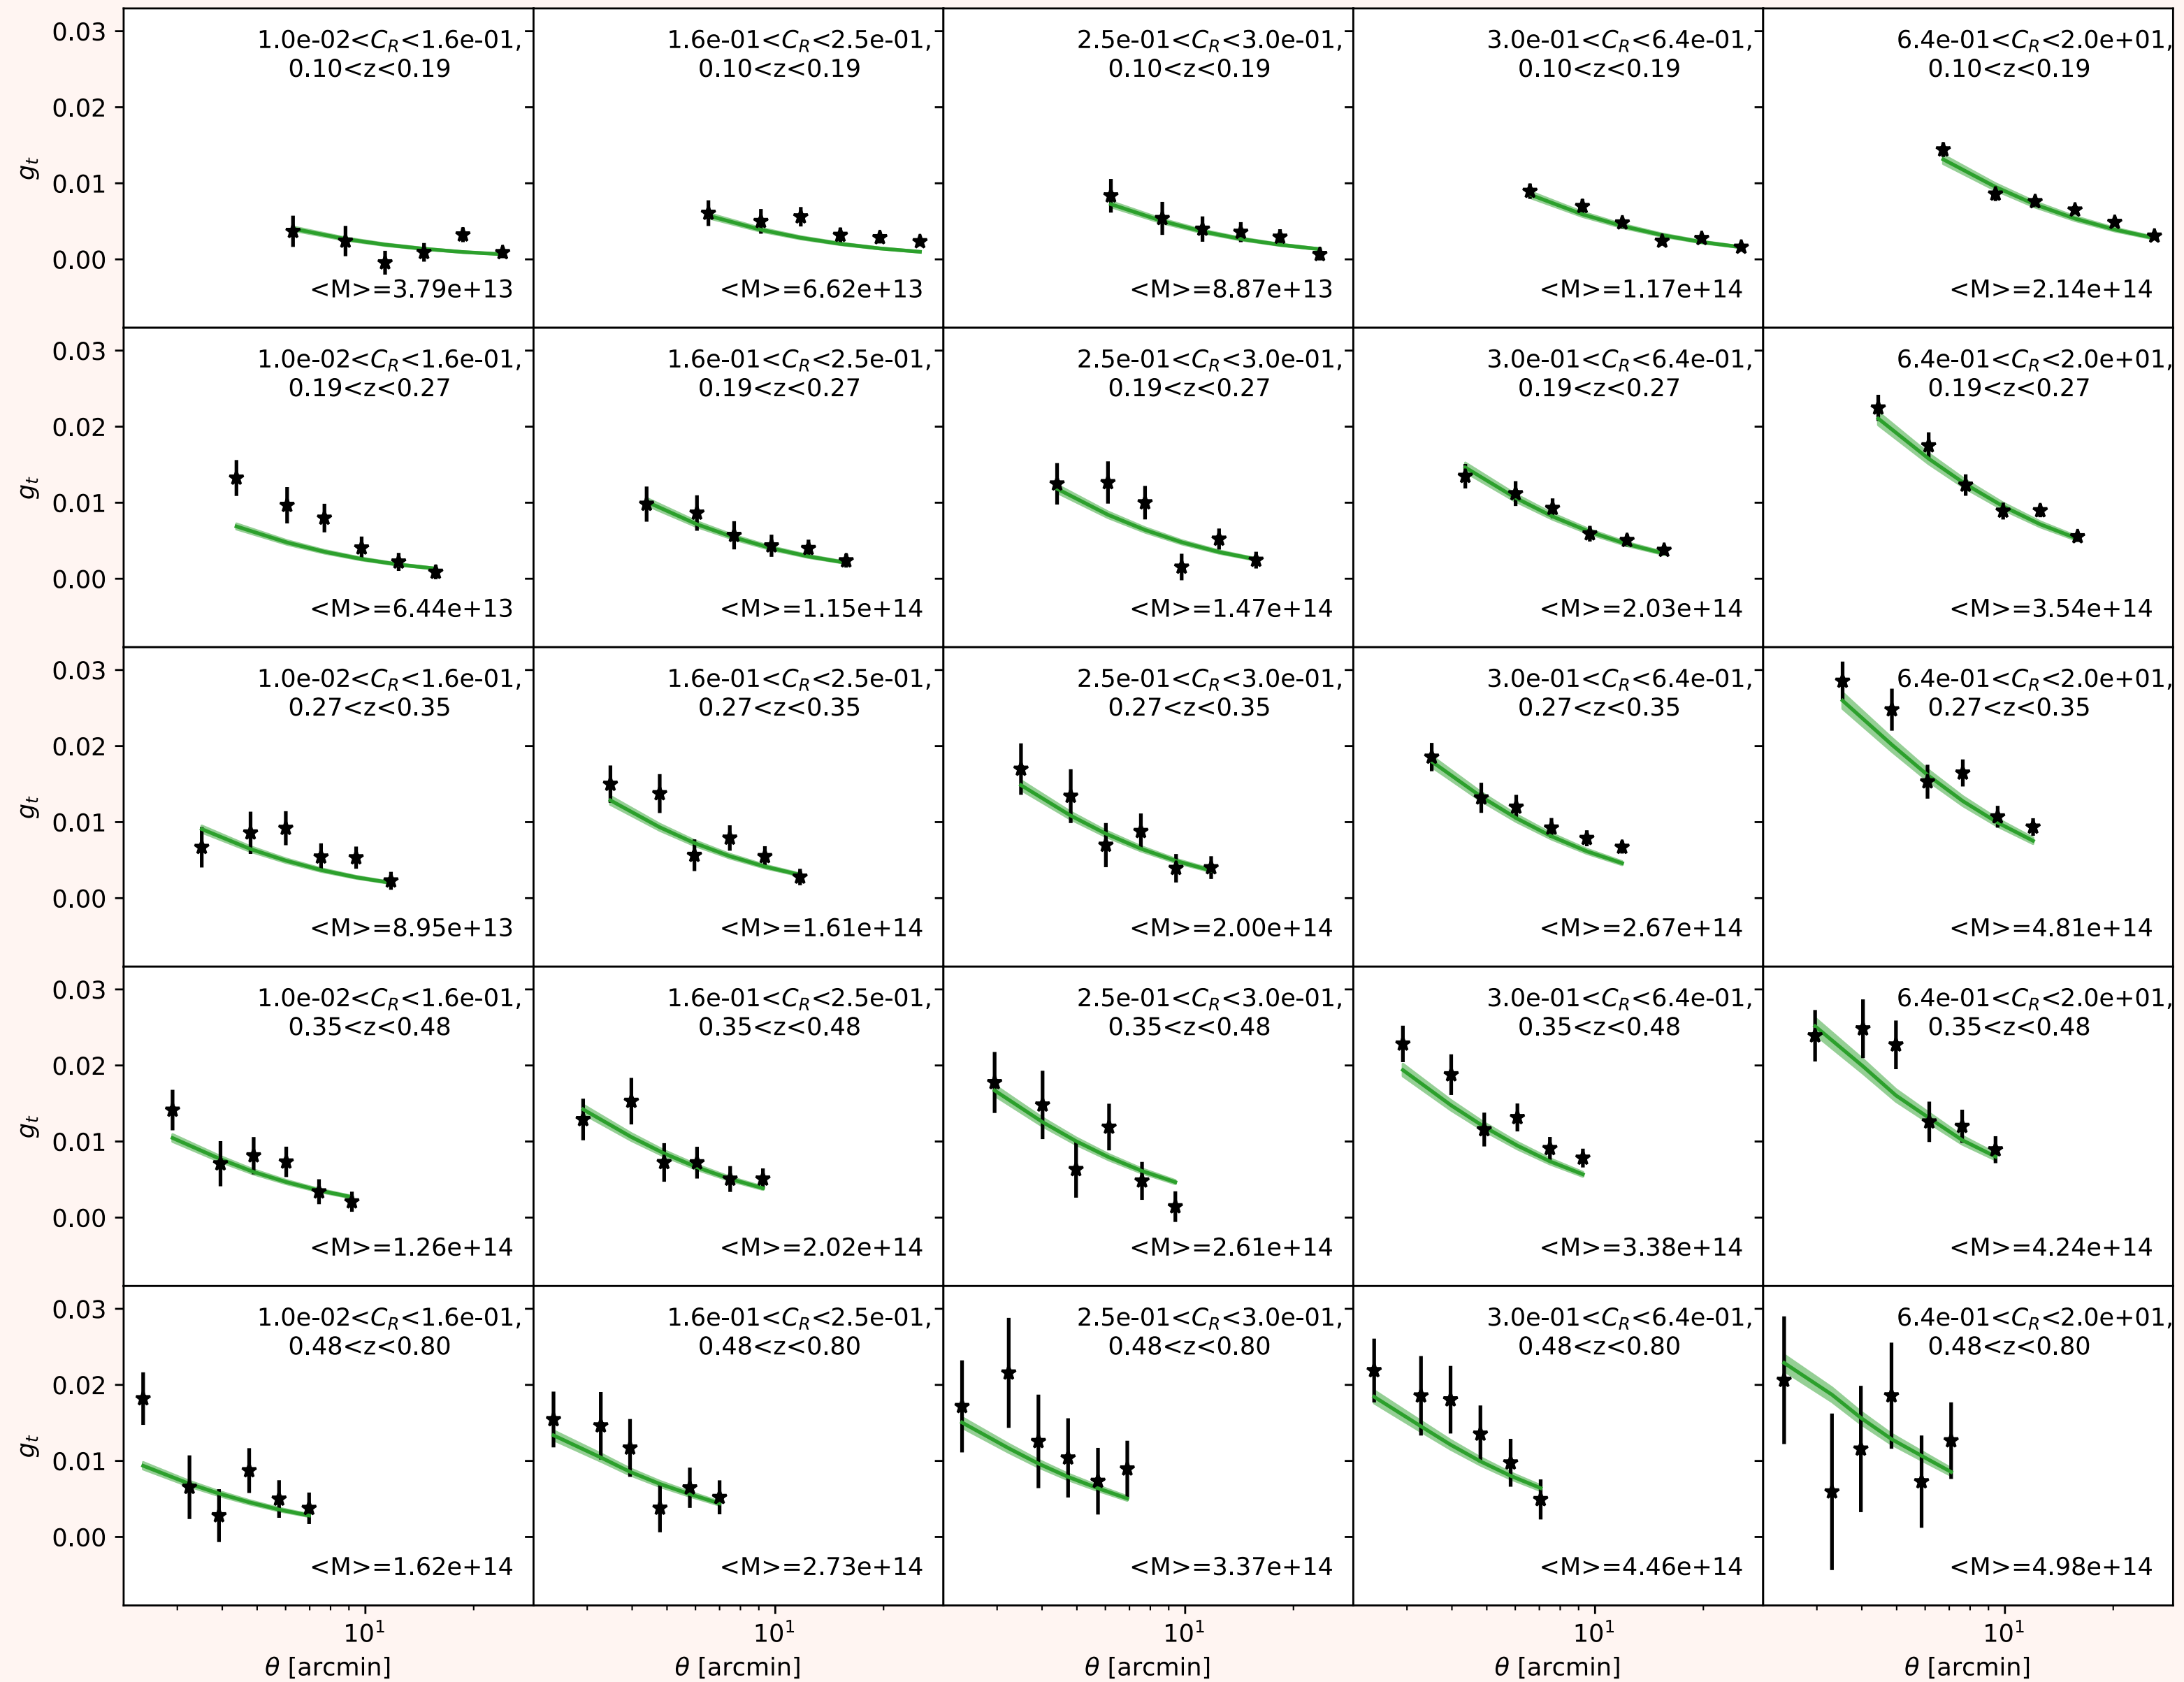 0.03
0.02
0.01
0.00
g_t
1.0e-02<C_R<1.6e-01,
0.10<z<0.19
<M>=3.79e+13
1.6e-01<C_R<2.5e-01,
0.10<z<0.19
<M>=6.62e+13
2.5e-01<C_R<3.0e-01,
0.10<z<0.19
<M>=8.87e+13
3.0e-01<C_R<6.4e-01,
0.10<z<0.19
<M>=1.17e+14
6.4e-01<C_R<2.0e+01,
0.10<z<0.19
<M>=2.14e+14
0.03
0.02
0.01
0.00
g_t
1.0e-02<C_R<1.6e-01,
0.19<z<0.27
<M>=6.44e+13
1.6e-01<C_R<2.5e-01,
0.19<z<0.27
<M>=1.15e+14
2.5e-01<C_R<3.0e-01,
0.19<z<0.27
<M>=1.47e+14
3.0e-01<C_R<6.4e-01,
0.19<z<0.27
<M>=2.03e+14
6.4e-01<C_R<2.0e+01,
0.19<z<0.27
<M>=3.54e+14
0.03
0.02
0.01
0.00
g_t
1.0e-02<C_R<1.6e-01,
0.27<z<0.35
<M>=8.95e+13
1.6e-01<C_R<2.5e-01,
0.27<z<0.35
<M>=1.61e+14
2.5e-01<C_R<3.0e-01,
0.27<z<0.35
<M>=2.00e+14
3.0e-01<C_R<6.4e-01,
0.27<z<0.35
<M>=2.67e+14
6.4e-01<C_R<2.0e+01,
0.27<z<0.35
<M>=4.81e+14
0.03
0.02
0.01
0.00
g_t
1.0e-02<C_R<1.6e-01,
0.35<z<0.48
<M>=1.26e+14
1.6e-01<C_R<2.5e-01,
0.35<z<0.48
<M>=2.02e+14
2.5e-01<C_R<3.0e-01,
0.35<z<0.48
<M>=2.61e+14
3.0e-01<C_R<6.4e-01,
0.35<z<0.48
<M>=3.38e+14
6.4e-01<C_R<2.0e+01,
0.35<z<0.48
<M>=4.24e+14
0.03
0.02
0.01
0.00
g_t
1.0e-02<C_R<1.6e-01,
0.48<z<0.80
<M>=1.62e+14
1.6e-01<C_R<2.5e-01,
0.48<z<0.80
<M>=2.73e+14
2.5e-01<C_R<3.0e-01,
0.48<z<0.80
<M>=3.37e+14
3.0e-01<C_R<6.4e-01,
0.48<z<0.80
<M>=4.46e+14
6.4e-01<C_R<2.0e+01,
0.48<z<0.80
<M>=4.98e+14
10¹
10¹
10¹
10¹
10¹
θ [arcmin]
θ [arcmin]
θ [arcmin]
θ [arcmin]
θ [arcmin]